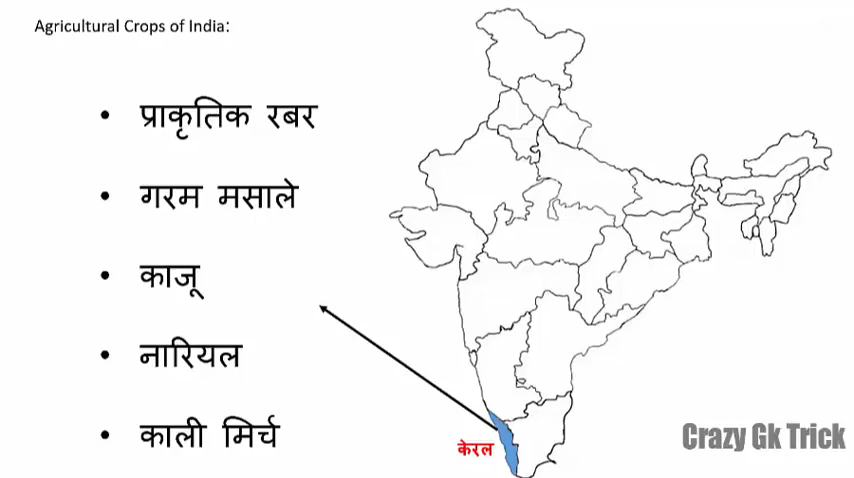 Agricultural Crops of India:
• प्राकृतिक रबर
• गरम मसाले
• काजू
• नारियल
• काली मिर्च
केरल
Crazy Gk Trick